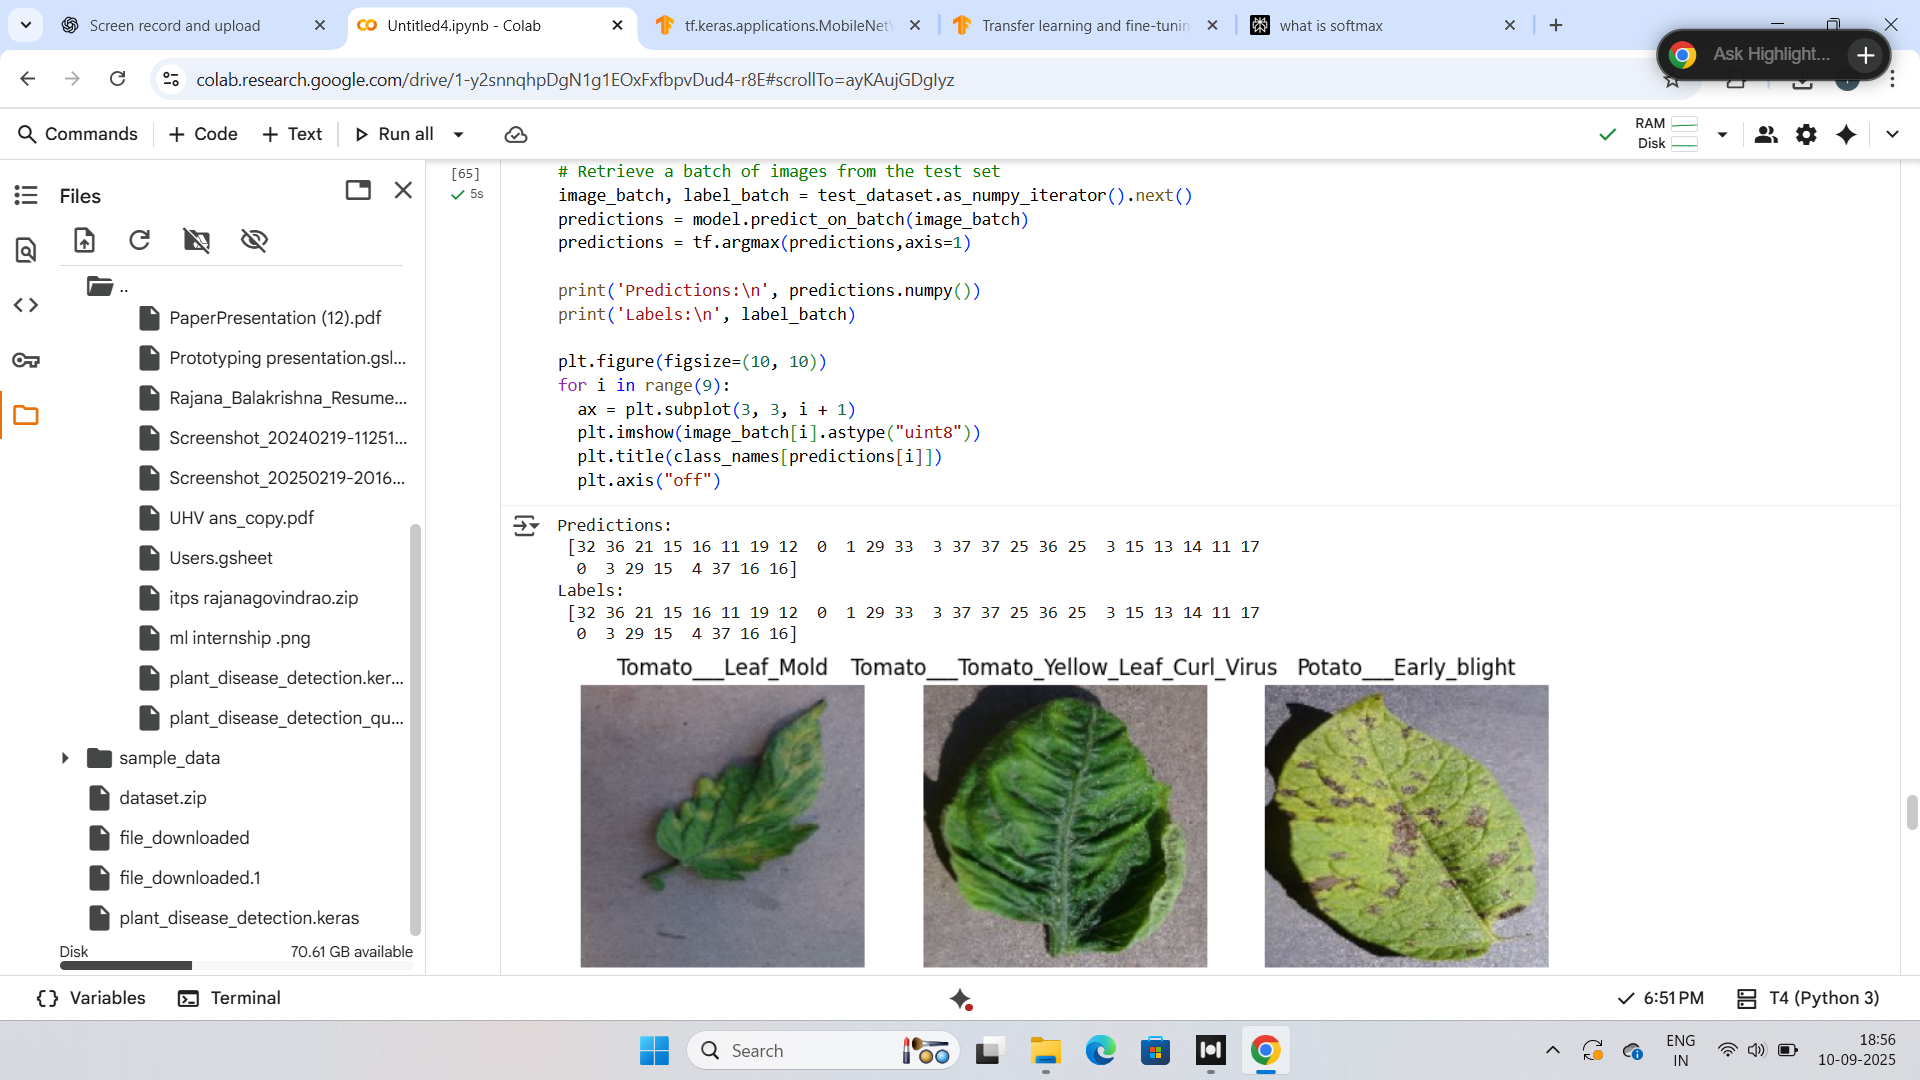 Screen record and upload
Untitled4.ipynb - Colab
tf.keras.applications.MobileNetV
Transfer learning and fine-tunin
what is softmax
colab.research.google.com/drive/1-y2snnqhpDgN1g1EOxFxfbpvDud4-r8E#scrollTo=ayKAujGDgIyz
Ask Highlight...
Commands
Code
Text
Run all
RAM
Disk
Files
..
PaperPresentation (12).pdf
Prototyping presentation.gsl...
Rajana_Balakrishna_Resume...
Screenshot_20240219-11251...
Screenshot_20250219-2016...
UHV ans_copy.pdf
Users.gsheet
itps rajanagovindrao.zip
ml internship .png
plant_disease_detection.ker...
plant_disease_detection_qu...
sample_data
dataset.zip
file_downloaded
file_downloaded.1
plant_disease_detection.keras
Disk 70.61 GB available
[65]
5s
# Retrieve a batch of images from the test set
image_batch, label_batch = test_dataset.as_numpy_iterator().next()
predictions = model.predict_on_batch(image_batch)
predictions = tf.argmax(predictions,axis=1)
print('Predictions:\n', predictions.numpy())
print('Labels:\n', label_batch)
plt.figure(figsize=(10, 10))
for i in range(9):
  ax = plt.subplot(3, 3, i + 1)
  plt.imshow(image_batch[i].astype("uint8"))
  plt.title(class_names[predictions[i]])
  plt.axis("off")
Predictions:
[32 36 21 15 16 11 19 12  0  1 29 33  3 37 37 25 36 25  3 15 13 14 11 17
  0  3 29 15  4 37 16 16]
Labels:
[32 36 21 15 16 11 19 12  0  1 29 33  3 37 37 25 36 25  3 15 13 14 11 17
  0  3 29 15  4 37 16 16]
Tomato___Leaf_Mold
Tomato___Tomato_Yellow_Leaf_Curl_Virus
Potato___Early_blight
Variables
Terminal
6:51 PM
T4 (Python 3)
Search
ENG
IN
18:56
10-09-2025